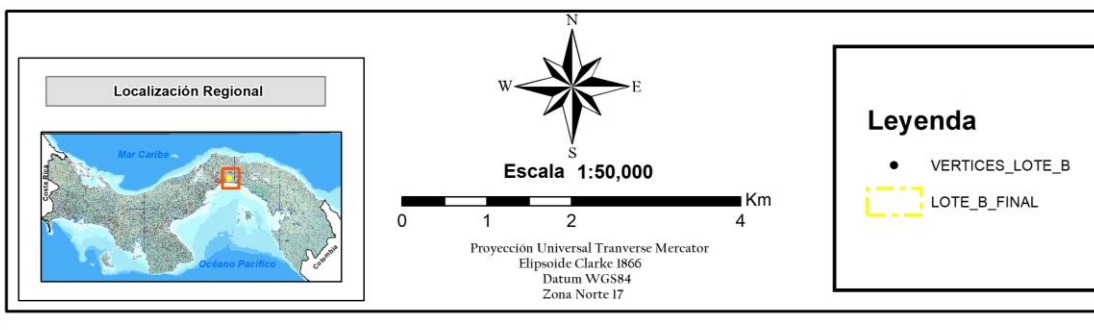 Localización Regional
Mar Caribe
Costa Rica
Océano Pacífico
Colombia
N
W
E
S
Escala 1:50,000
Km
0 1 2 4
Proyección Universal Tranverse Mercator
Elipsoide Clarke 1866
Datum WGS84
Zona Norte 17
Leyenda
VERTICES_LOTE_B
LOTE_B_FINAL